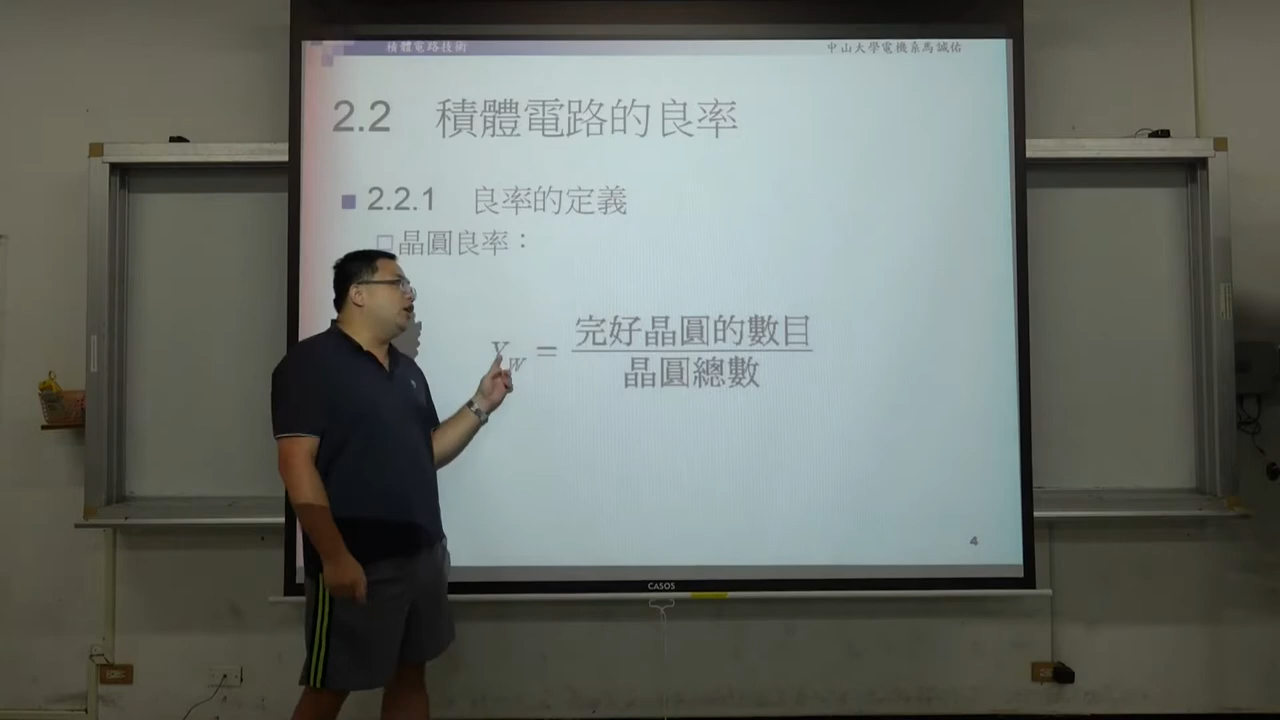 積體電路技術
中山大學電機系馬誠佑
2.2 積體電路的良率
2.2.1 良率的定義
晶圓良率：
Y_W = 完好晶圓的數目
晶圓總數
4
CASOS